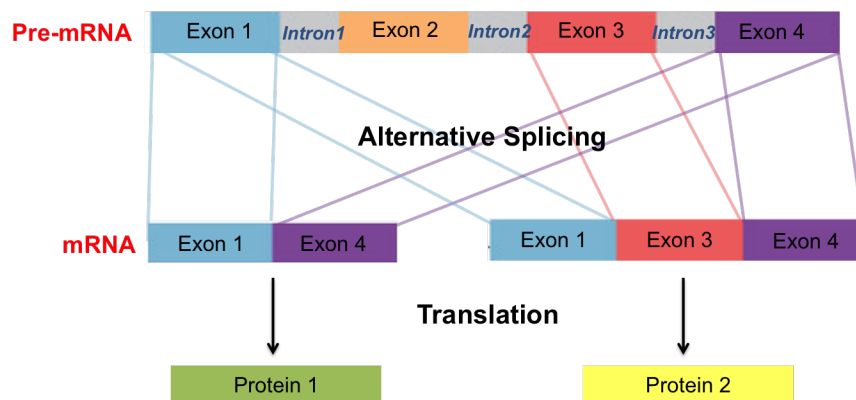 Pre-mRNA Exon 1 Intron1 Exon 2 Intron2 Exon 3 Intron3 Exon 4
Alternative Splicing
mRNA Exon 1 Exon 4 Exon 1 Exon 3 Exon 4
Translation
Protein 1 Protein 2